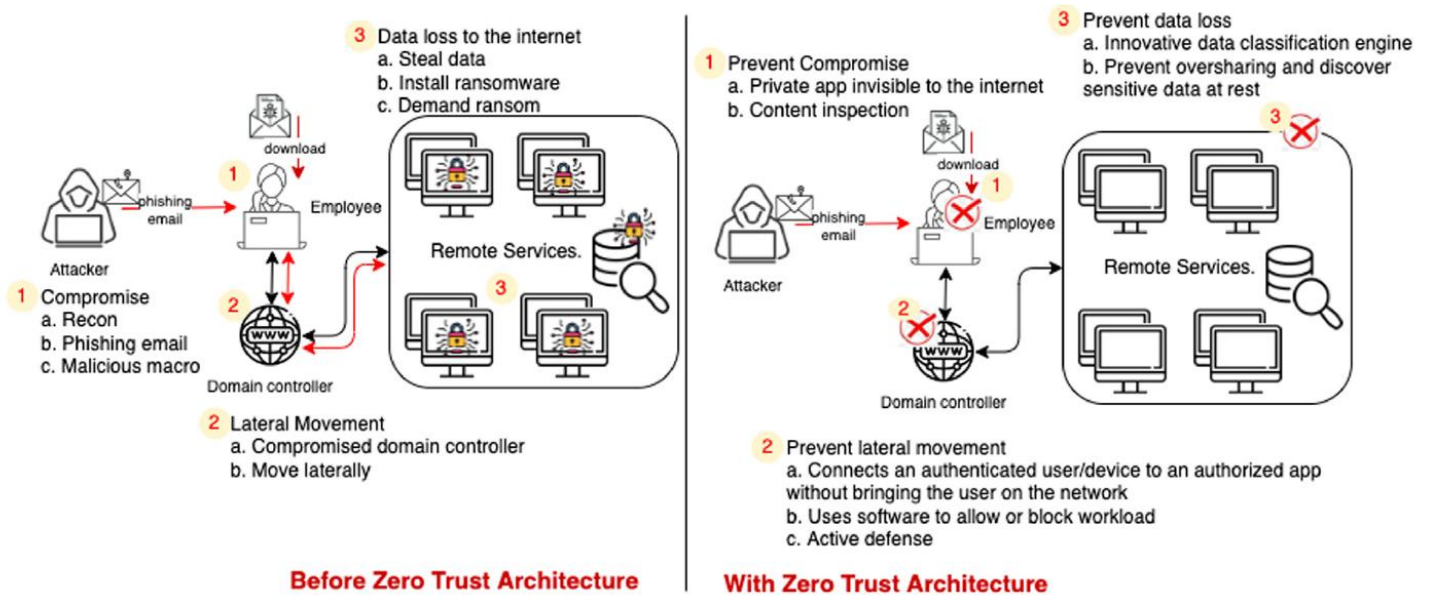 3 Data loss to the internet
a. Steal data
b. Install ransomware
c. Demand ransom
download
1
phishing
email
Employee
Attacker
1 Compromise
a. Recon
b. Phishing email
c. Malicious macro
2
WWW
Domain controller
Remote Services.
3
2 Lateral Movement
a. Compromised domain controller
b. Move laterally
Before Zero Trust Architecture
1 Prevent Compromise
a. Private app invisible to the internet
b. Content inspection
3 Prevent data loss
a. Innovative data classification engine
b. Prevent oversharing and discover
sensitive data at rest
3
download
1
phishing
email
Employee
Attacker
2
WWW
Domain controller
Remote Services.
2 Prevent lateral movement
a. Connects an authenticated user/device to an authorized app
without bringing the user on the network
b. Uses software to allow or block workload
c. Active defense
With Zero Trust Architecture